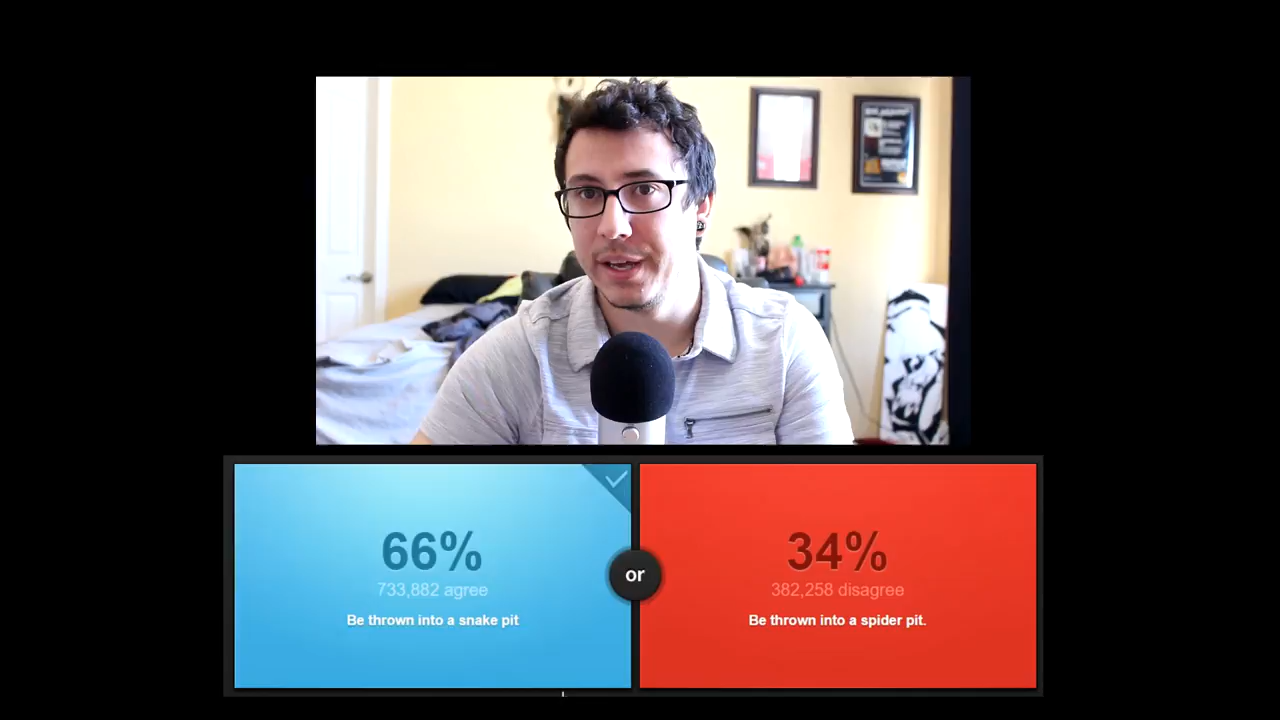 66%
733,882 agree
Be thrown into a snake pit
or
34%
382,258 disagree
Be thrown into a spider pit.